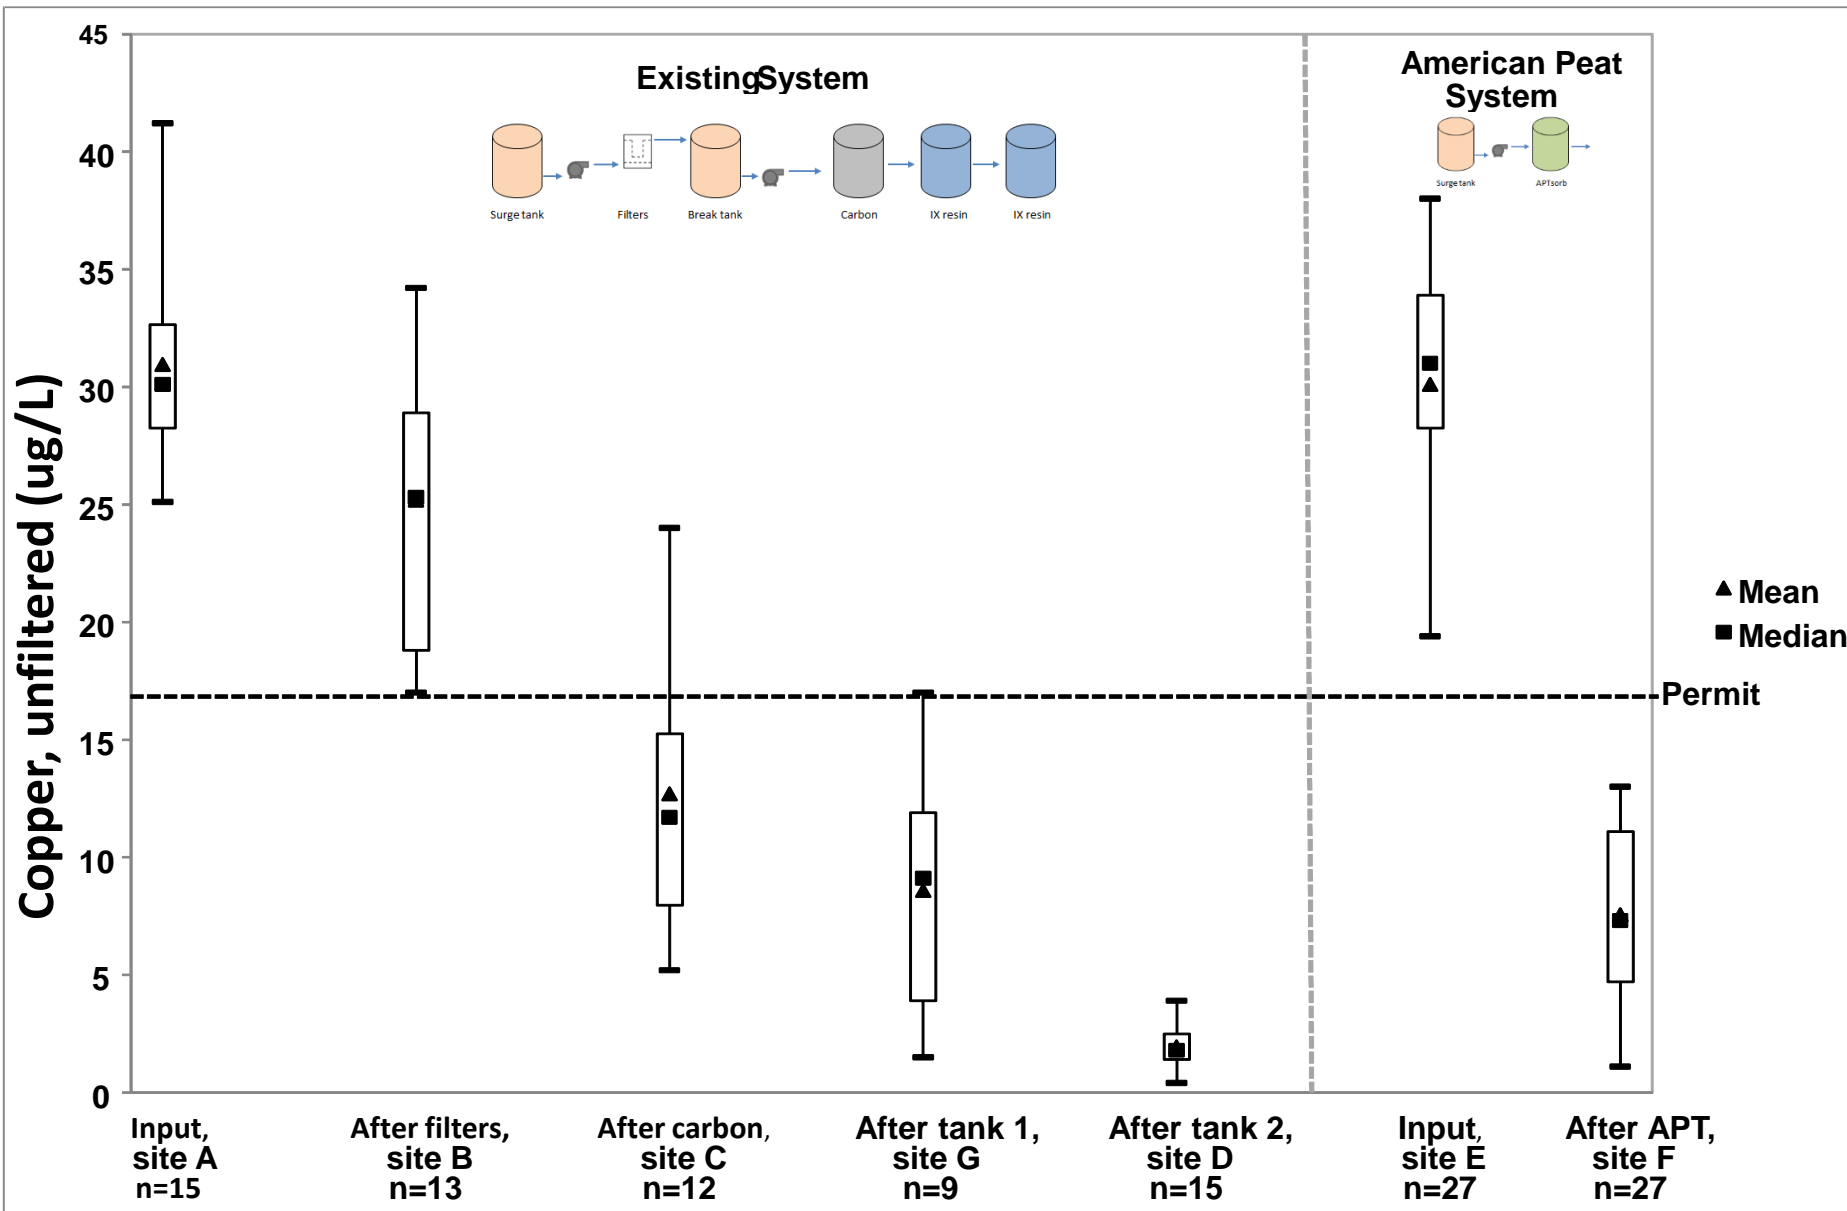 Copper, unfiltered (ug/L)
45
40
35
30
25
20
15
10
5
0
ExistingSystem
Surge tank
Filters
Break tank
Carbon
IX resin
IX resin
American Peat
System
Surge tank
APTsorb
Mean
Median
Permit
Input,
site A
n=15
After filters,
site B
n=13
After carbon,
site C
n=12
After tank 1,
site G
n=9
After tank 2,
site D
n=15
Input,
site E
n=27
After APT,
site F
n=27